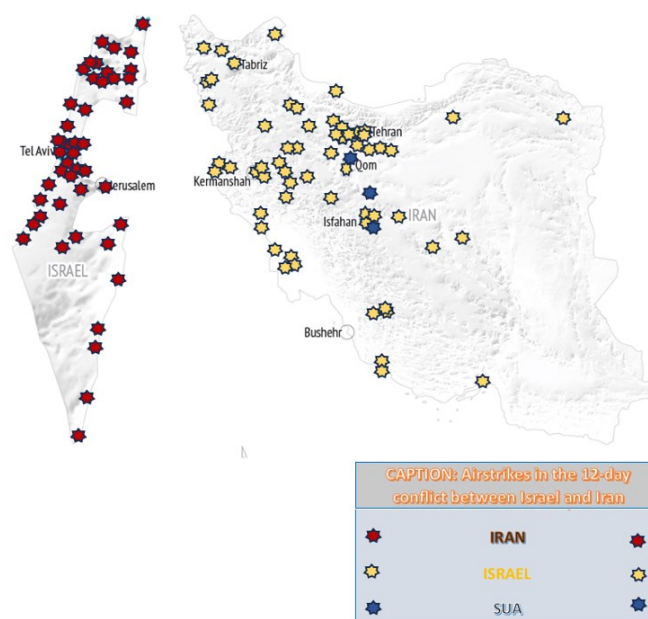 Tabriz
Tel Aviv
Tehran
Qom
Jerusalem
Kermanshah
Isfahan
IRAN
ISRAEL
Bushehr
CAPTION: Airstrikes in the 12-day
conflict between Israel and Iran
IRAN
ISRAEL
SUA